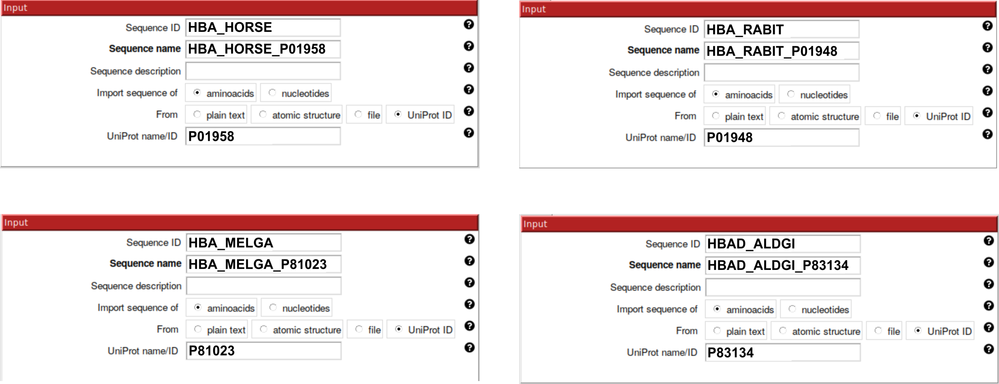 Input
Sequence ID HBA_HORSE ?
Sequence name HBA_HORSE_P01958 ?
Sequence description ?
Import sequence of aminoacids nucleotides ?
From plain text atomic structure file UniProt ID ?
UniProt name/ID P01958 ?
Input
Sequence ID HBA_RABIT ?
Sequence name HBA_RABIT_P01948 ?
Sequence description ?
Import sequence of aminoacids nucleotides ?
From plain text atomic structure file UniProt ID ?
UniProt name/ID P01948 ?
Input
Sequence ID HBA_MELGA ?
Sequence name HBA_MELGA_P81023 ?
Sequence description ?
Import sequence of aminoacids nucleotides ?
From plain text atomic structure file UniProt ID ?
UniProt name/ID P81023 ?
Input
Sequence ID HBAD_ALDGI ?
Sequence name HBAD_ALDGI_P83134 ?
Sequence description ?
Import sequence of aminoacids nucleotides ?
From plain text atomic structure file UniProt ID ?
UniProt name/ID P83134 ?